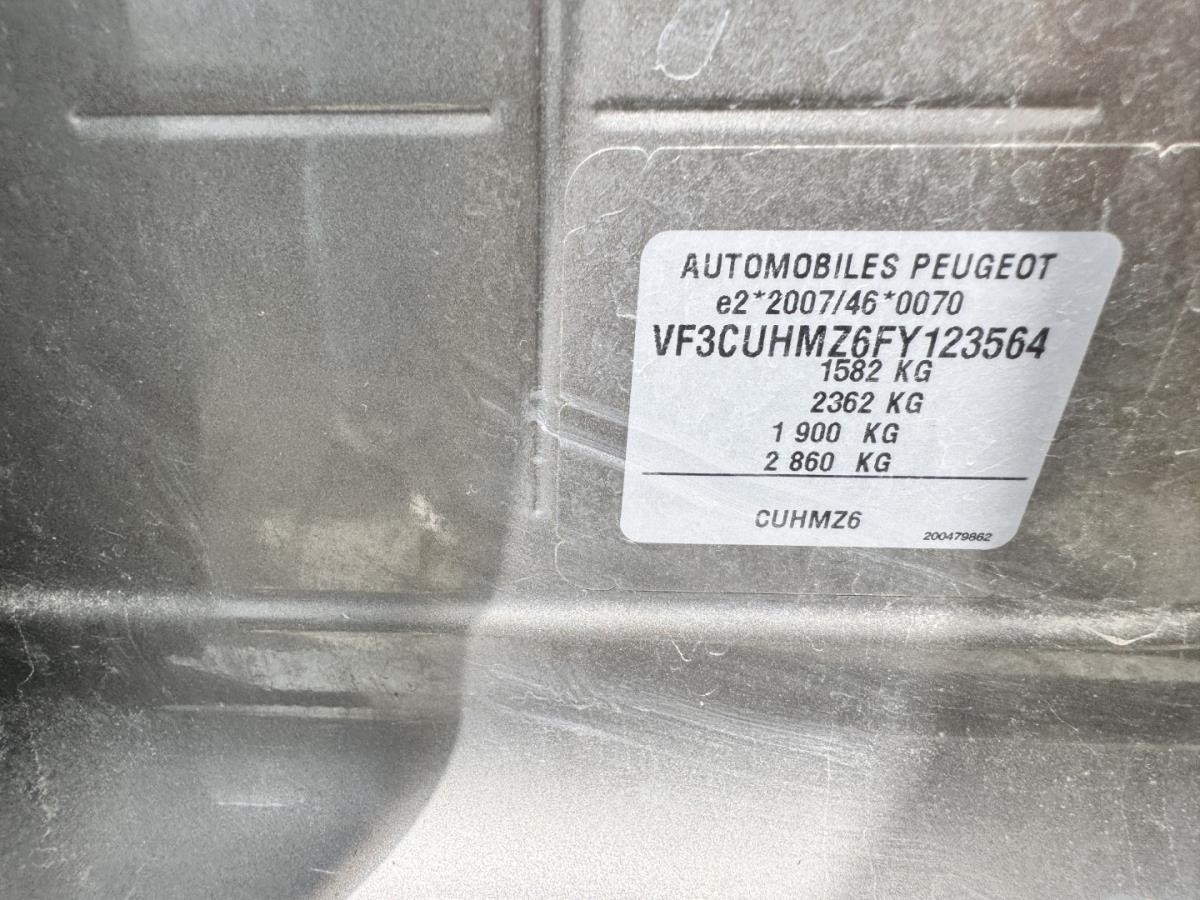 AUTOMOBILES PEUGEOT
e2*2007/46*0070
VF3CUHMZ6FY123564
1582 KG
2362 KG
1 900 KG
2 860 KG
CUHMZ6
200479862